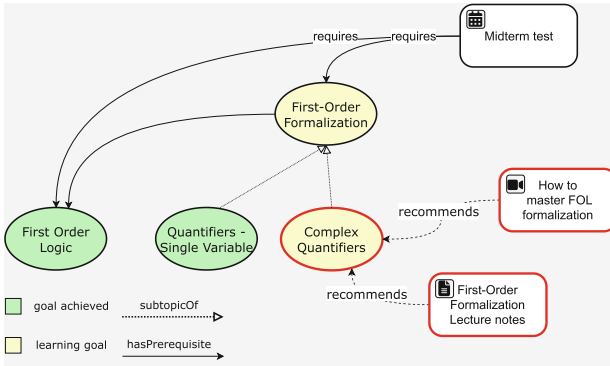 Midterm test
requires
requires
First-Order
Formalization
How to
master FOL
formalization
recommends
First Order
Logic
Quantifiers -
Single Variable
Complex
Quantifiers
recommends
First-Order
Formalization
Lecture notes
goal achieved
subtopicOf
learning goal
hasPrerequisite